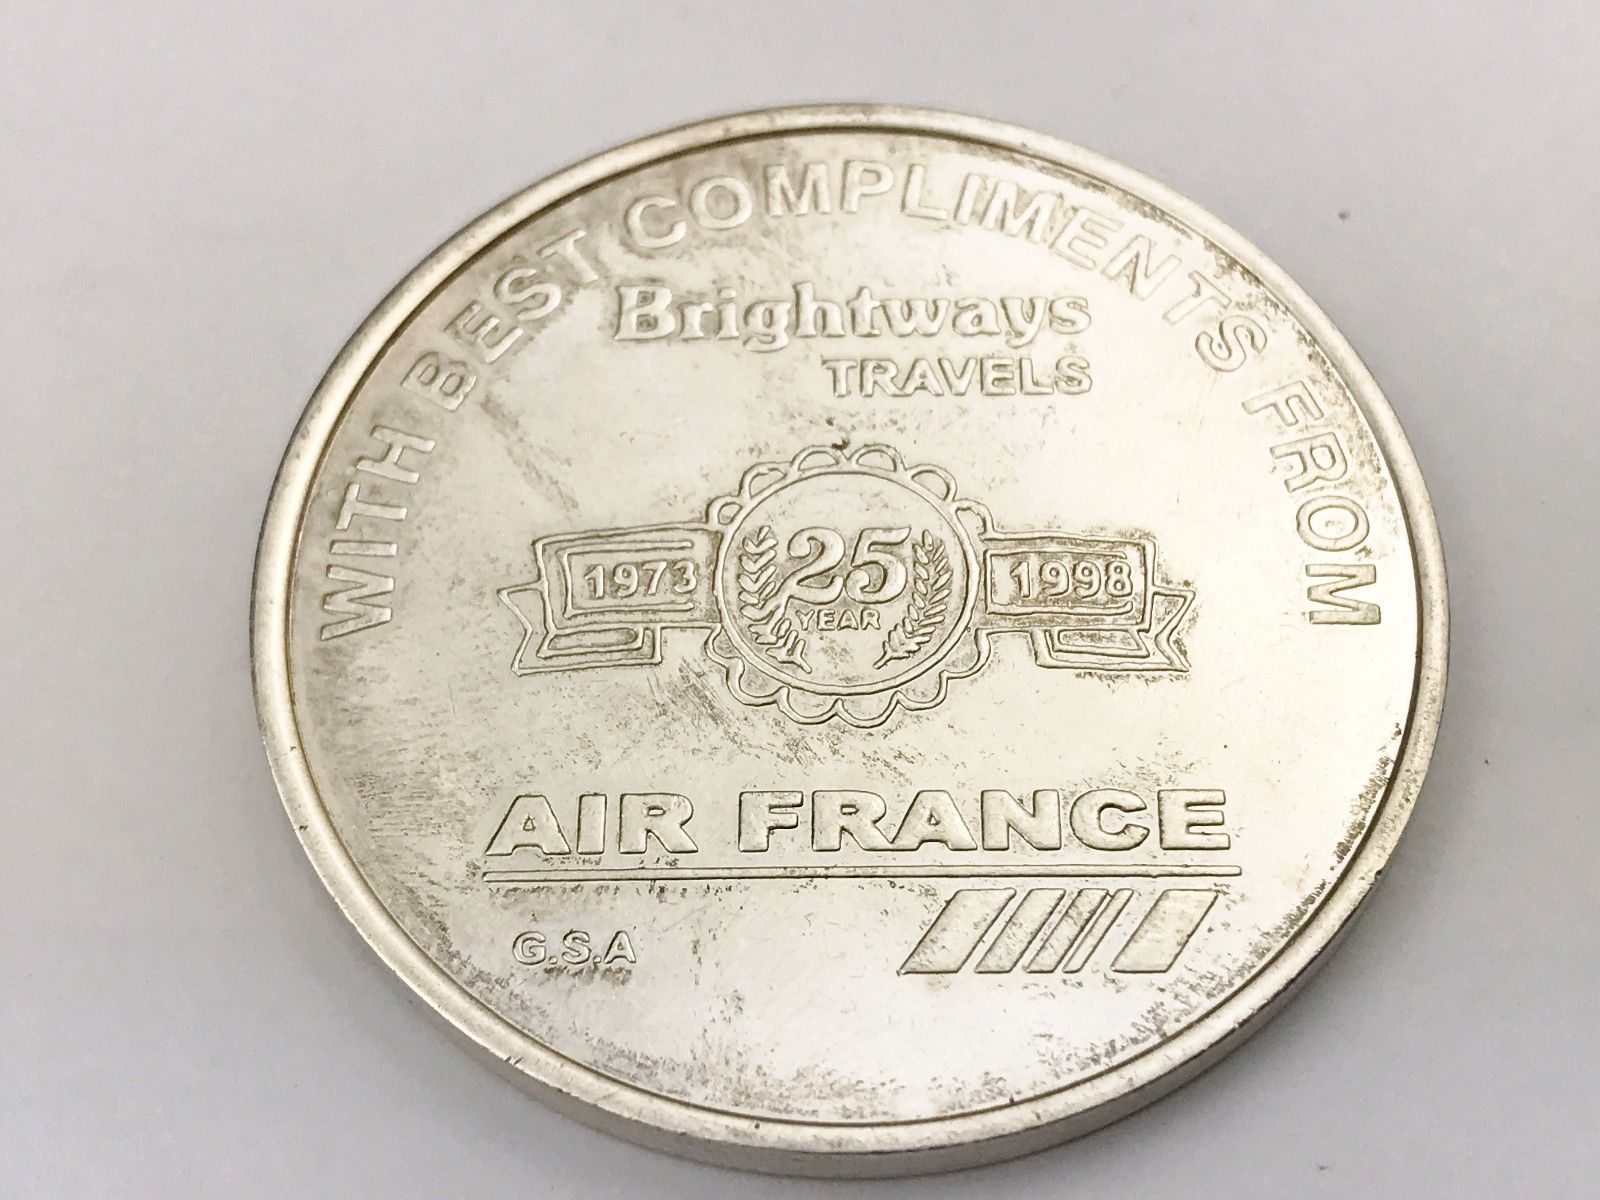 WITH BEST COMPLIMENTS FROM
Brightways
TRAVELS
1973 25 1998
YEAR
AIR FRANCE
G.S.A